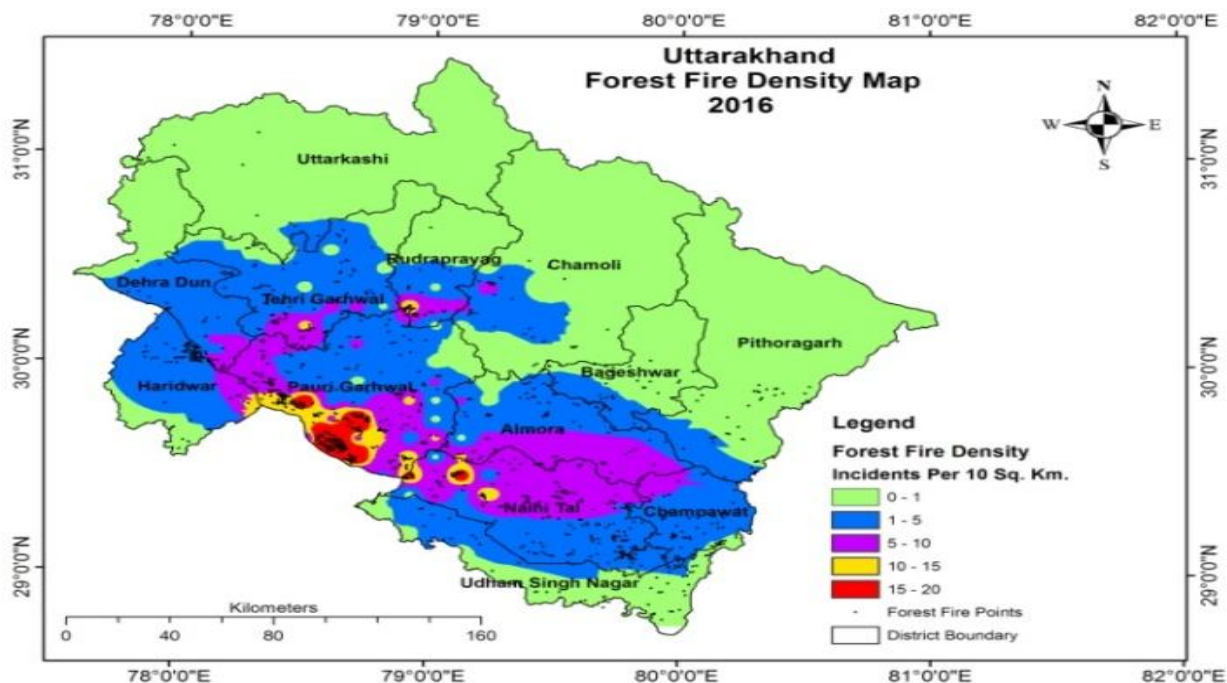 78°0'0"E 79°0'0"E 80°0'0"E 81°0'0"E 82°0'0"E
Uttarakhand
Forest Fire Density Map
2016
N
W E
S
31°0'0"N 31°0'0"N
Uttarkashi
Rudraprayag
Chamoli
Dehra Dun
Tehri Garhwal
Pithoragarh
30°0'0"N 30°0'0"N
Bageshwar
Haridwar
Pauri Garhwal
Almora
Naini Tal
Champawat
29°0'0"N 29°0'0"N
Udham Singh Nagar
Legend
Forest Fire Density
Incidents Per 10 Sq. Km.
0 - 1
1 - 5
5 - 10
10 - 15
15 - 20
Forest Fire Points
District Boundary
Kilometers
0 40 80 160
78°0'0"E 79°0'0"E 80°0'0"E 81°0'0"E 82°0'0"E